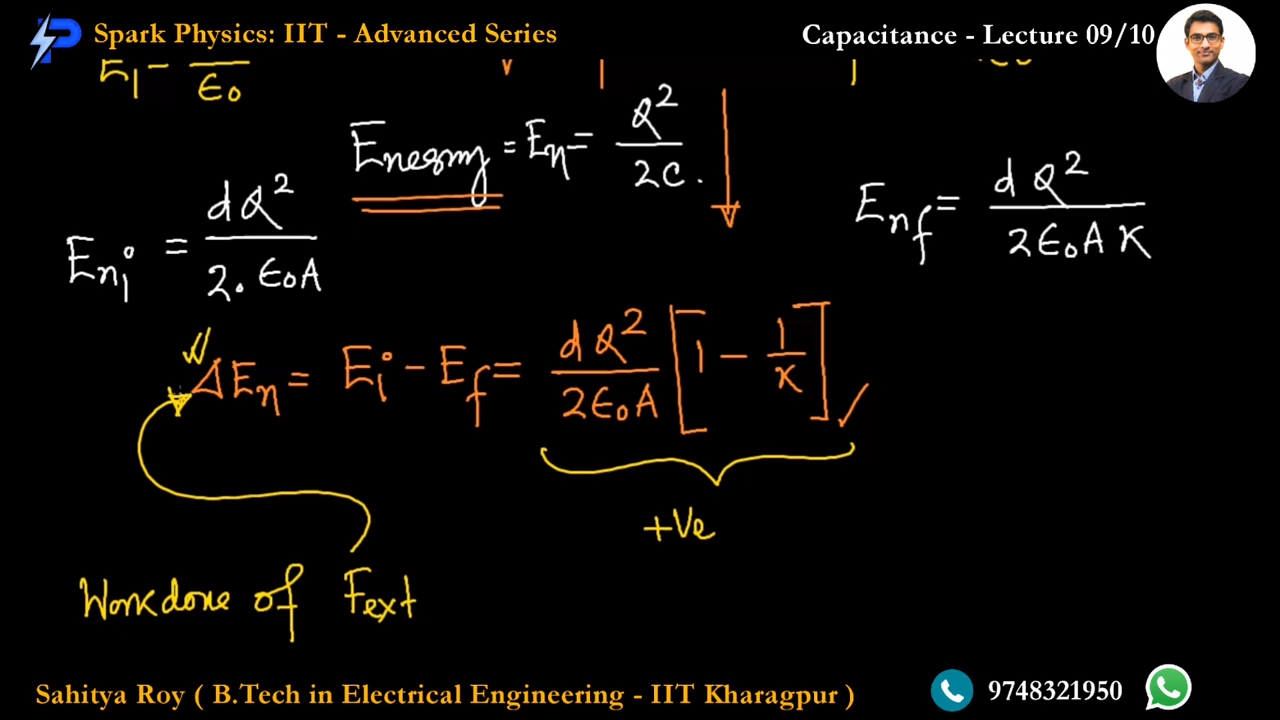 Spark Physics: IIT - Advanced Series
Capacitance - Lecture 09/10
E₁ - / ε₀
Energy = En = Q² / 2C.
Eni = dQ² / 2.ε₀A
Enf = dQ² / 2ε₀AK
ΔEn = Ei - Ef = dQ² / 2ε₀A [1 - 1/K] ✓
+Ve
Workdone of Fext
Sahitya Roy ( B.Tech in Electrical Engineering - IIT Kharagpur )
9748321950